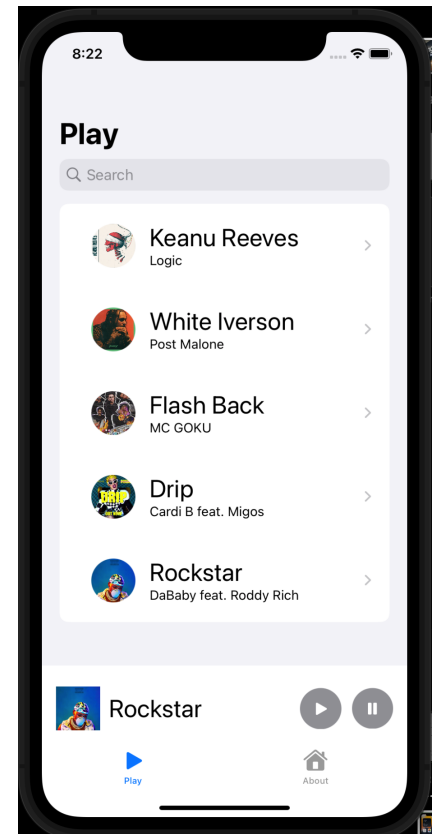 8:22
Play
Search
Keanu Reeves
Logic
White Iverson
Post Malone
Flash Back
MC GOKU
Drip
Cardi B feat. Migos
DRIP
Rockstar
DaBaby feat. Roddy Rich
Rockstar
Play
About